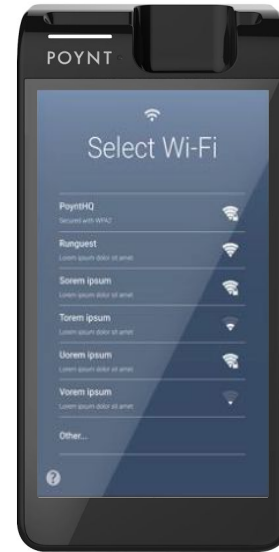 POYNT
Select Wi-Fi
PoyntHQ
Secured with WPA2
Runguest
Lorem ipsum dolor sit amet
Sorem ipsum
Lorem ipsum dolor sit amet
Torem ipsum
Lorem ipsum dolor sit amet
Uorem ipsum
Lorem ipsum dolor sit amet
Vorem ipsum
Lorem ipsum dolor sit amet
Other...
?